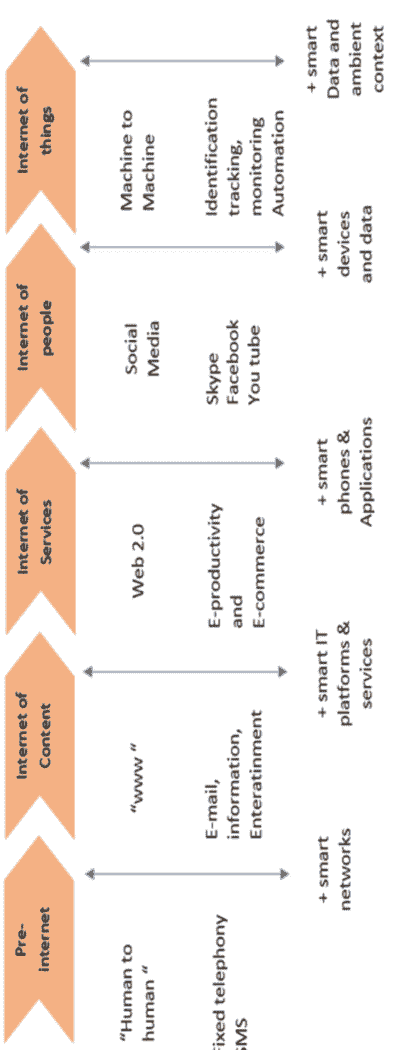 Pre-
internet
Internet of
Content
Internet of
Services
Internet of
people
Internet of
things
"Human to
human "
"www "
Web 2.0
Social
Media
Machine to
Machine
Fixed telephony
SMS
E-mail,
information,
Enteratinment
E-productivity
and
E-commerce
Skype
Facebook
You tube
Identification
tracking,
monitoring
Automation
+ smart
networks
+ smart IT
platforms &
services
+ smart
phones &
Applications
+ smart
devices
and data
+ smart
Data and
ambient
context